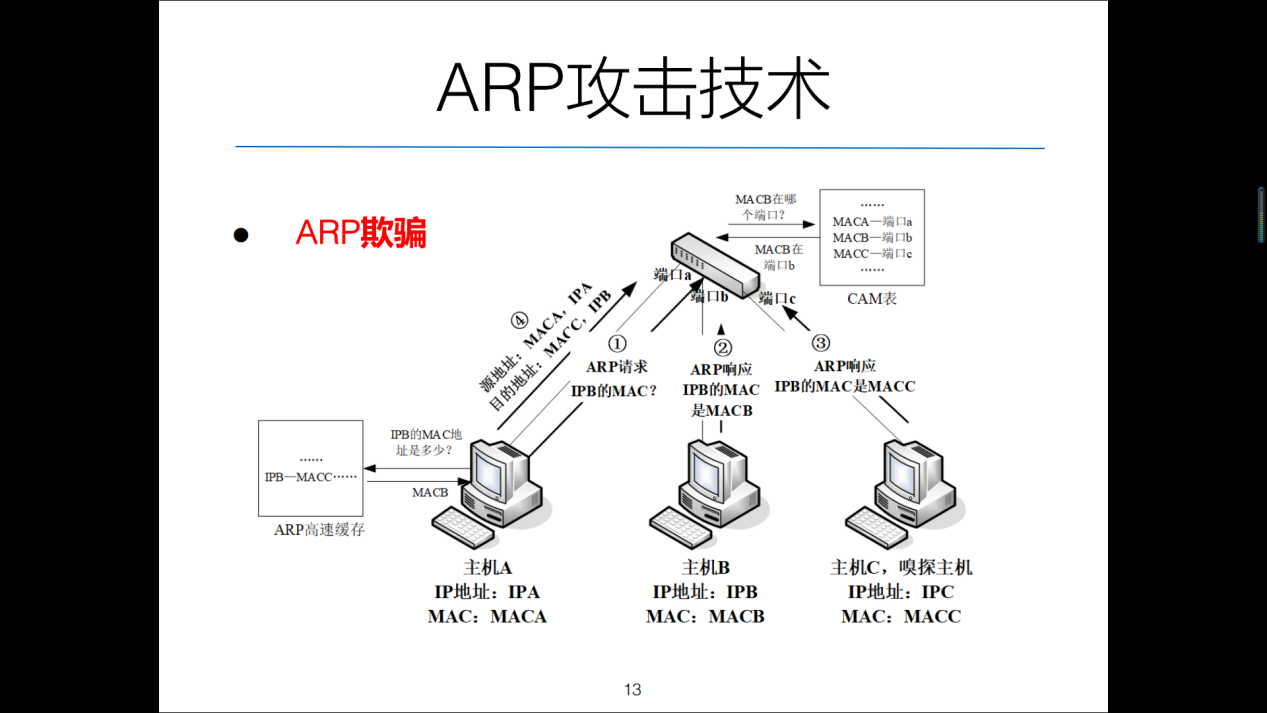 ARP攻击技术
● ARP欺骗
MACB在哪
个端口？
MACB在
端口b
……
MACA—端口a
MACB—端口b
MACC—端口c
……
CAM表
端口a
端口b
端口c
④
源地址：MACA，IPA
目的地址：MACC，IPB
①
ARP请求
IPB的MAC？
②
ARP响应
IPB的MAC
是MACB
③
ARP响应
IPB的MAC是MACC
……
IPB—MACC……
ARP高速缓存
IPB的MAC地
址是多少？
MACB
主机A
IP地址：IPA
MAC：MACA
主机B
IP地址：IPB
MAC：MACB
主机C，嗅探主机
IP地址：IPC
MAC：MACC
13